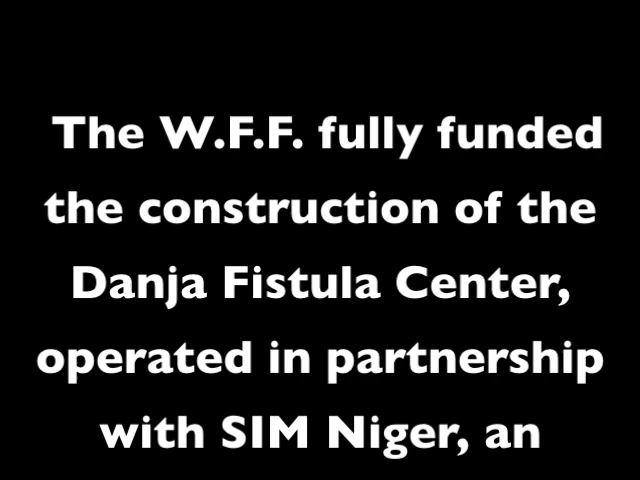 The W.F.F. fully funded
the construction of the
Danja Fistula Center,
operated in partnership
with SIM Niger, an